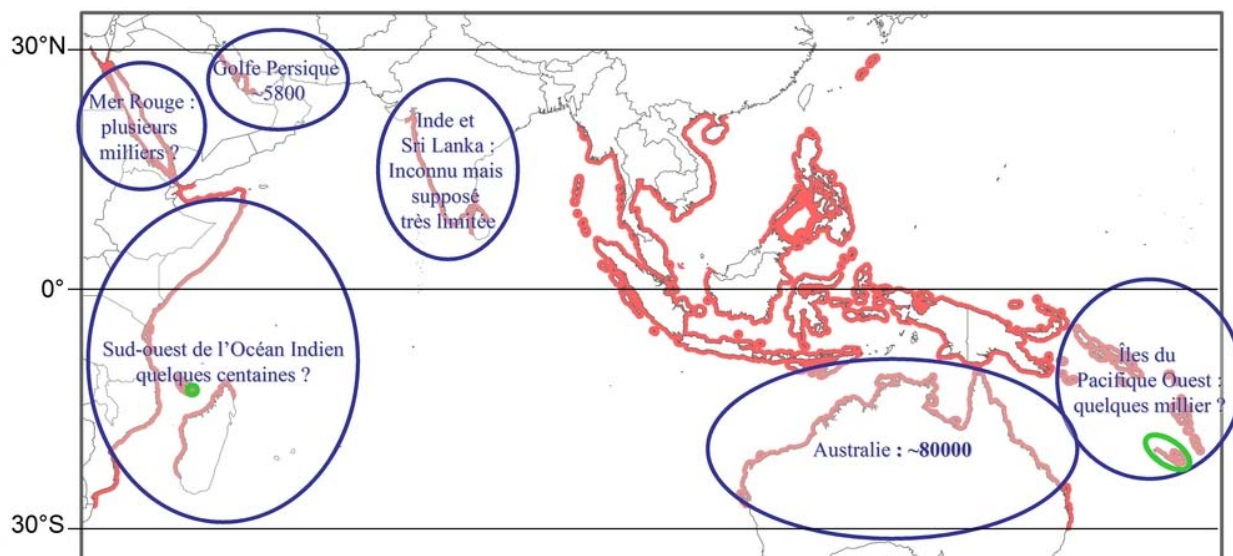 30°N
Golfe Persique
~5800
Mer Rouge :
plusieurs
milliers ?
Inde et
Sri Lanka :
Inconnu mais
supposé
très limitée
0°
Sud-ouest de l’Océan Indien
quelques centaines ?
Îles du
Pacifique Ouest :
quelques millier ?
Australie : ~80000
30°S